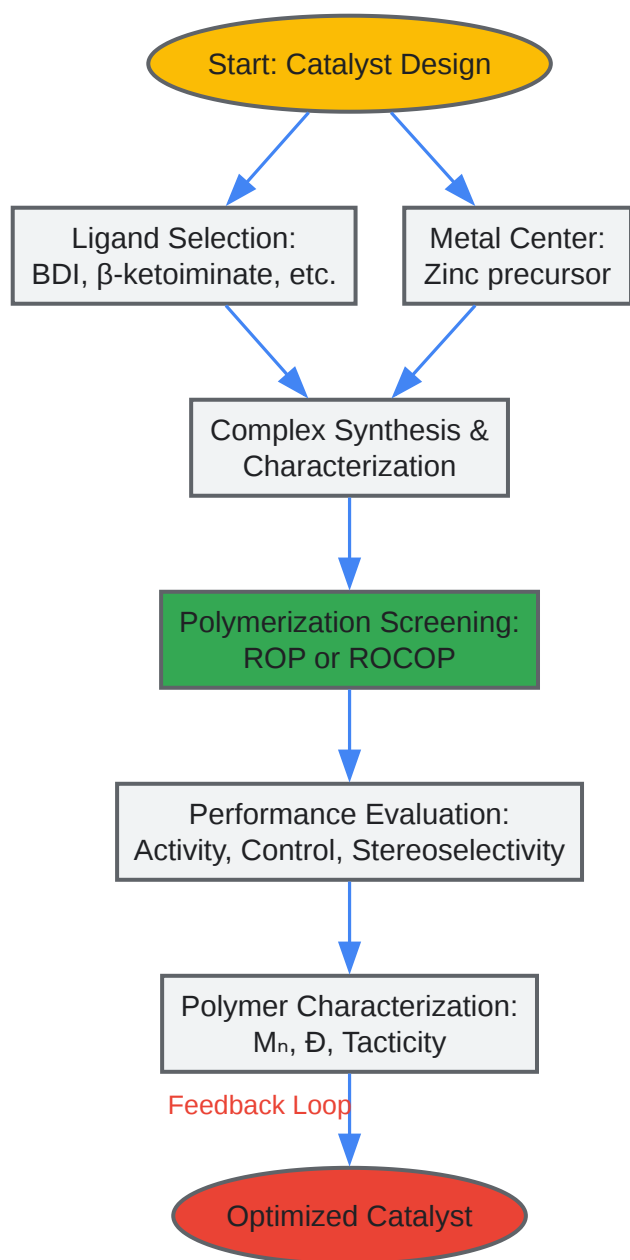 Start: Catalyst Design
Ligand Selection:
BDI, β-ketoiminate, etc.
Metal Center:
Zinc precursor
Complex Synthesis &
Characterization
Polymerization Screening:
ROP or ROCOP
Performance Evaluation:
Activity, Control, Stereoselectivity
Polymer Characterization:
Mₙ, Đ, Tacticity
Feedback Loop
Optimized Catalyst